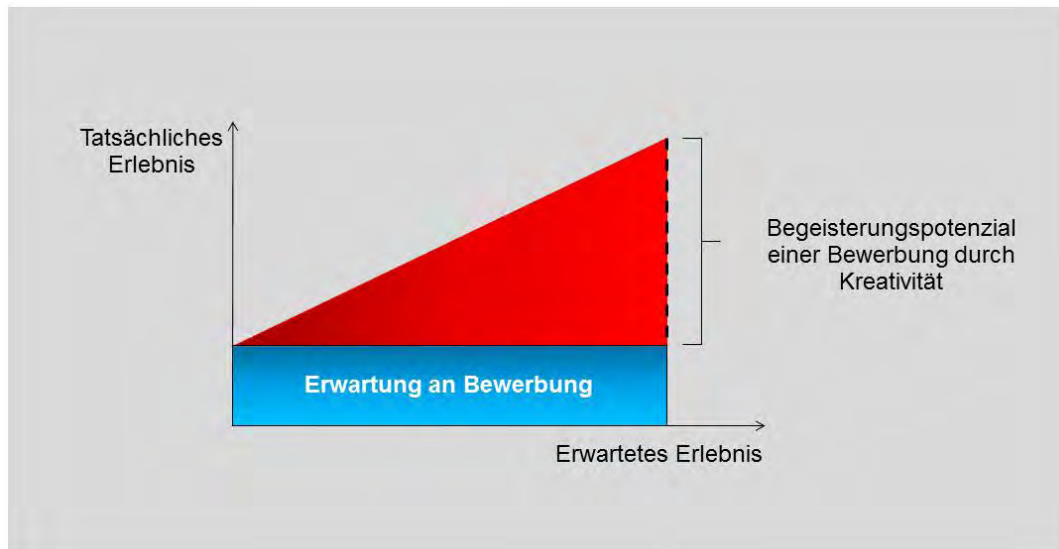 Tatsächliches
Erlebnis
Begeisterungspotenzial
einer Bewerbung durch
Kreativität
Erwartung an Bewerbung
Erwartetes Erlebnis